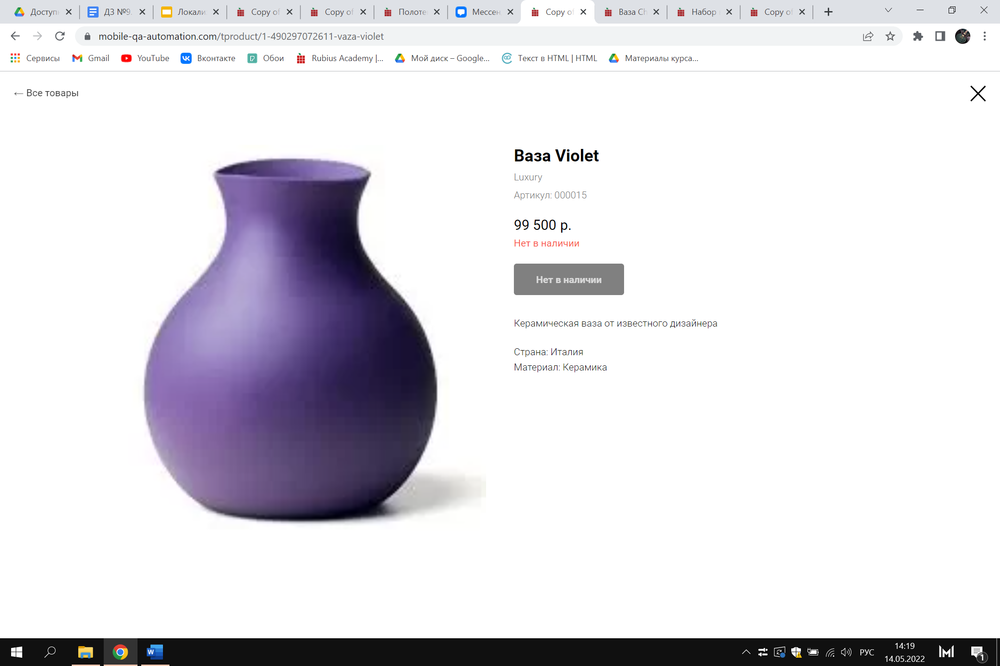 Доступ
ДЗ №9.
Локали
Copy of
Copy of
Полоте
Мессен
Copy of
Ваза Ch
Набор
Copy of
mobile-qa-automation.com/tproduct/1-490297072611-vaza-violet
Сервисы
Gmail
YouTube
Вконтакте
Обои
Rubius Academy |...
Мой диск – Google...
Текст в HTML | HTML
Материалы курса...
← Все товары
Ваза Violet
Luxury
Артикул: 000015
99 500 р.
Нет в наличии
Нет в наличии
Керамическая ваза от известного дизайнера
Страна: Италия
Материал: Керамика
РУС
14:19
14.05.2022
1